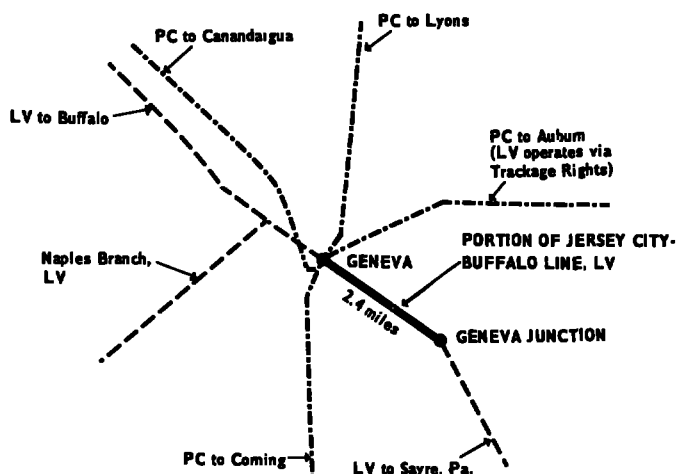 PC to Lyons
PC to Canandaigua
LV to Buffalo
PC to Auburn
(LV operates via
Trackage Rights)
Naples Branch,
LV
GENEVA
PORTION OF JERSEY CITY-
BUFFALO LINE, LV
2.4 miles
GENEVA JUNCTION
PC to Corning
LV to Sayre, Pa.